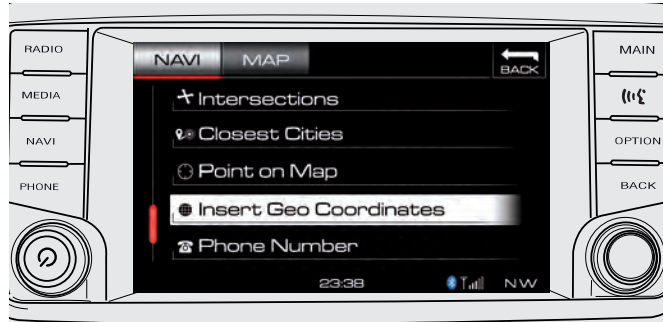 RADIO
MEDIA
NAVI
PHONE
NAVI MAP BACK
Intersections
Closest Cities
Point on Map
Insert Geo Coordinates
Phone Number
23:38 NW
MAIN
OPTION
BACK